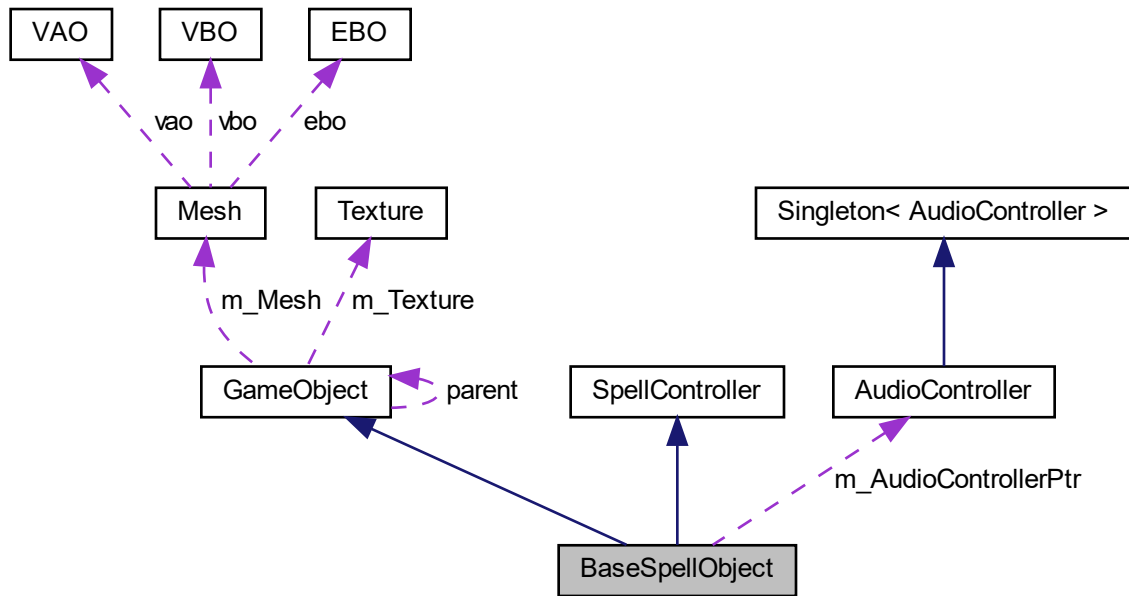 VAO
VBO
EBO
vao
vbo
ebo
Mesh
Texture
Singleton< AudioController >
m_Mesh
m_Texture
GameObject
parent
SpellController
AudioController
m_AudioControllerPtr
BaseSpellObject